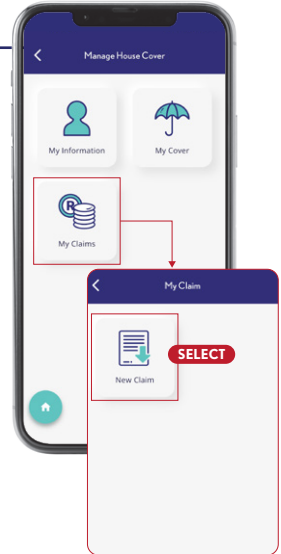 Manage House Cover
My Information
My Cover
R
My Claims
My Claim
New Claim
SELECT